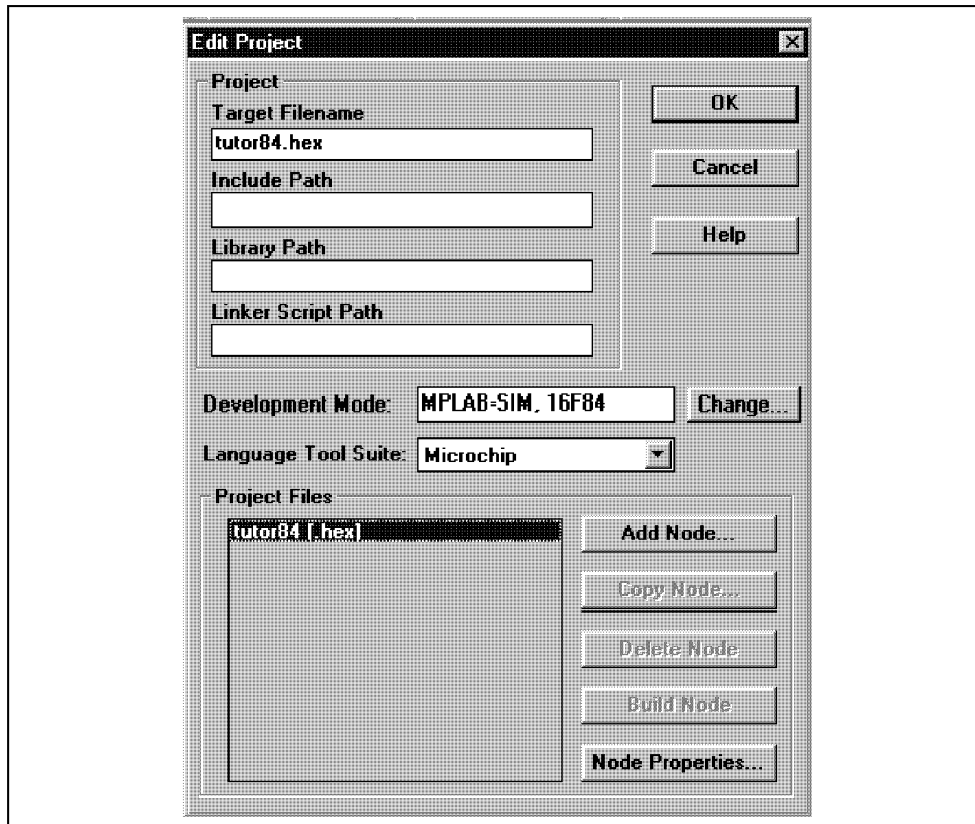 Edit Project
Project
Target Filename
tutor84.hex
Include Path
Library Path
Linker Script Path
OK
Cancel
Help
Development Mode: MPLAB-SIM, 16F84 Change...
Language Tool Suite: Microchip
Project Files
tutor84 [.hex]
Add Node...
Copy Node...
Delete Node
Build Node
Node Properties...